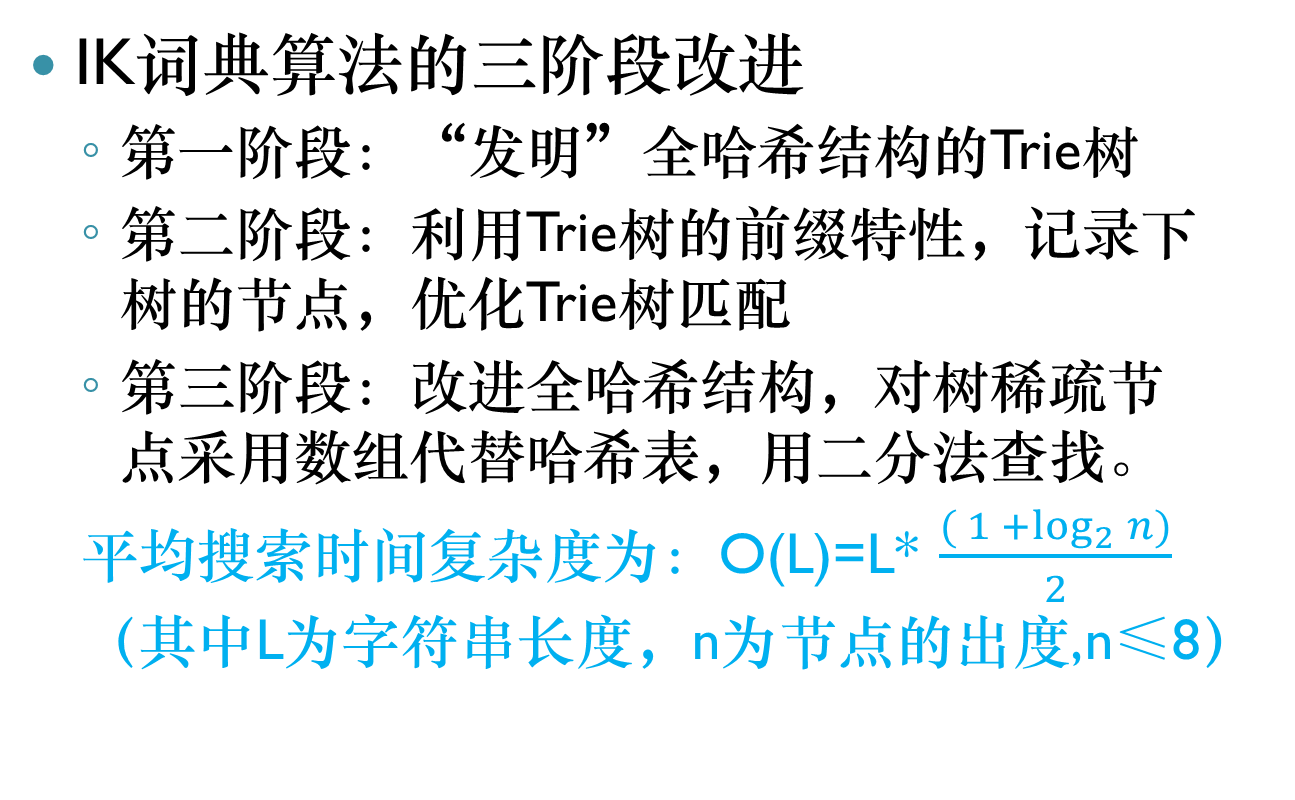 • IK词典算法的三阶段改进
◦ 第一阶段：“发明”全哈希结构的Trie树
◦ 第二阶段：利用Trie树的前缀特性，记录下
树的节点，优化Trie树匹配
◦ 第三阶段：改进全哈希结构，对树稀疏节
点采用数组代替哈希表，用二分法查找。
平均搜索时间复杂度为：O(L)=L* (1+log₂ n)/2
（其中L为字符串长度，n为节点的出度,n≤8）